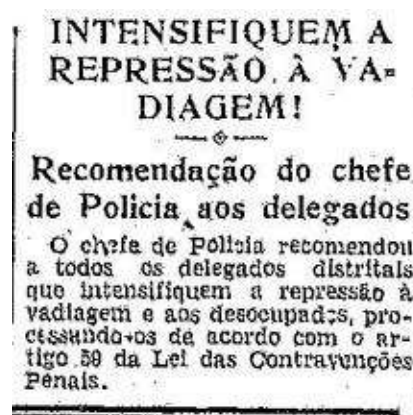 INTENSIFIQUEM A
REPRESSÃO À VA-
DIAGEM!
Recomendação do chefe
de Policia aos delegados
O chefe de Policia recomendou
a todos os delegados distritais
que intensifiquem a repressão à
vadiagem e aos desocupados, pro-
cessando-os de acordo com o ar-
tigo 59 da Lei das Contravenções
Penais.